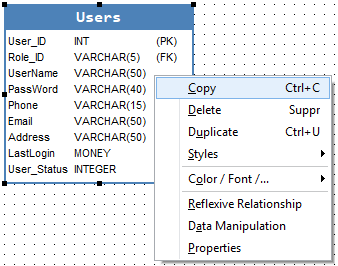 Users
User_ID INT (PK)
Role_ID VARCHAR(5) (FK)
UserName VARCHAR(50)
PassWord VARCHAR(40)
Phone VARCHAR(15)
Email VARCHAR(50)
Address VARCHAR(50)
LastLogin MONEY
User_Status INTEGER
Copy Ctrl+C
Delete Suppr
Duplicate Ctrl+U
Styles
Color / Font /...
Reflexive Relationship
Data Manipulation
Properties